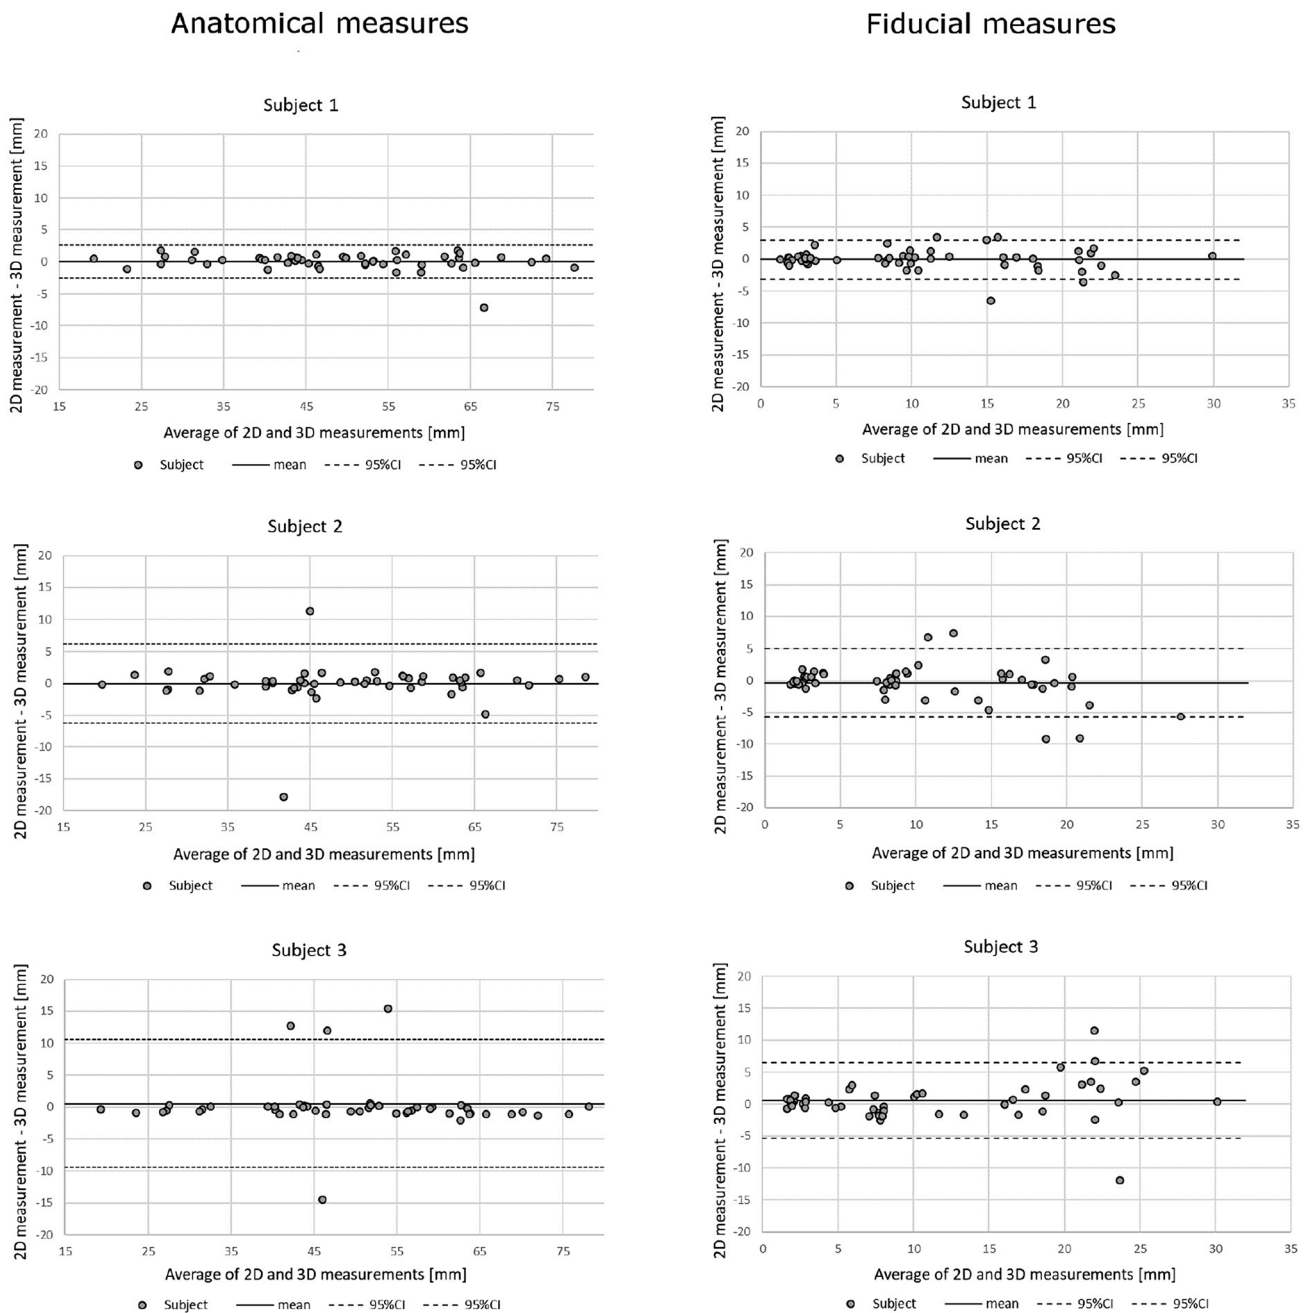 Anatomical measures
Fiducial measures
Subject 1
2D measurement - 3D measurement [mm]
20
15
10
5
0
-5
-10
-15
-20
15 25 35 45 55 65 75
Average of 2D and 3D measurements [mm]
Subject mean 95%CI 95%CI
Subject 1
2D measurement - 3D measurement [mm]
20
15
10
5
0
-5
-10
-15
-20
0 5 10 15 20 25 30 35
Average of 2D and 3D measurements [mm]
Subject mean 95%CI 95%CI
Subject 2
2D measurement - 3D measurement [mm]
20
15
10
5
0
-5
-10
-15
-20
15 25 35 45 55 65 75
Average of 2D and 3D measurements [mm]
Subject mean 95%CI 95%CI
Subject 2
2D measurement - 3D measurement [mm]
20
15
10
5
0
-5
-10
-15
-20
0 5 10 15 20 25 30 35
Average of 2D and 3D measurements [mm]
Subject mean 95%CI 95%CI
Subject 3
2D measurement - 3D measurement [mm]
20
15
10
5
0
-5
-10
-15
-20
15 25 35 45 55 65 75
Average of 2D and 3D measurements [mm]
Subject mean 95%CI 95%CI
Subject 3
2D measurement - 3D measurement [mm]
20
15
10
5
0
-5
-10
-15
-20
0 5 10 15 20 25 30 35
Average of 2D and 3D measurements [mm]
Subject mean 95%CI 95%CI